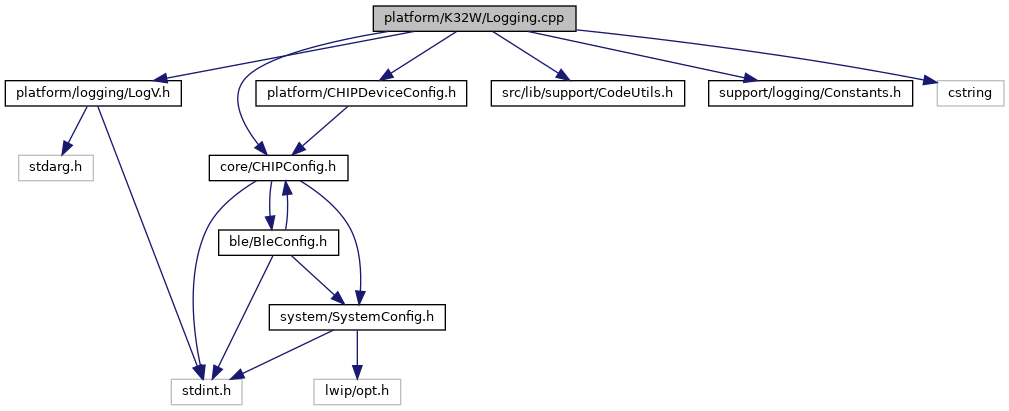 platform/K32W/Logging.cpp
platform/logging/LogV.h
platform/CHIPDeviceConfig.h
src/lib/support/CodeUtils.h
support/logging/Constants.h
cstring
stdarg.h
core/CHIPConfig.h
ble/BleConfig.h
system/SystemConfig.h
stdint.h
lwip/opt.h